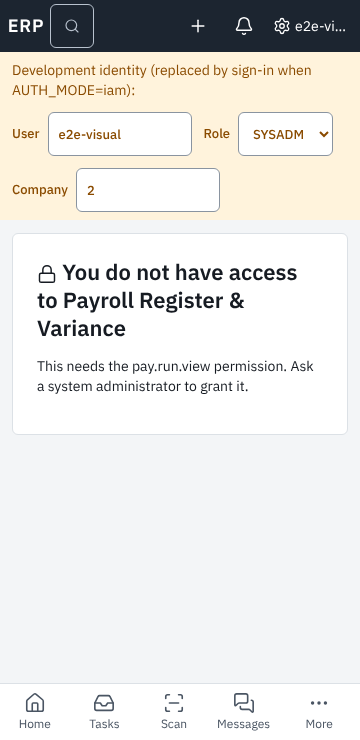 ERP
e2e-vi...
Development identity (replaced by sign-in when
AUTH_MODE=iam):
User e2e-visual Role SYSADM
Company 2
You do not have access
to Payroll Register &
Variance
This needs the pay.run.view permission. Ask
a system administrator to grant it.
Home Tasks Scan Messages More